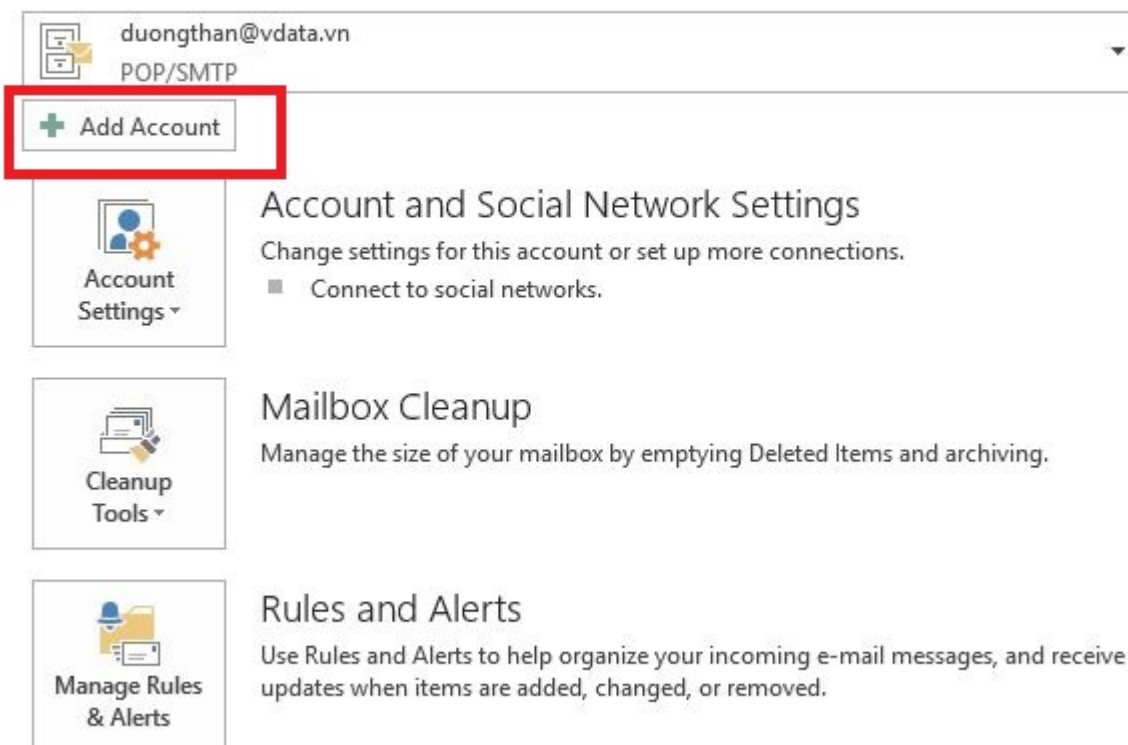 duongthan@vdata.vn
POP/SMTP
Add Account
Account
Settings
Account and Social Network Settings
Change settings for this account or set up more connections.
Connect to social networks.
Cleanup
Tools
Mailbox Cleanup
Manage the size of your mailbox by emptying Deleted Items and archiving.
Manage Rules
& Alerts
Rules and Alerts
Use Rules and Alerts to help organize your incoming e-mail messages, and receive
updates when items are added, changed, or removed.